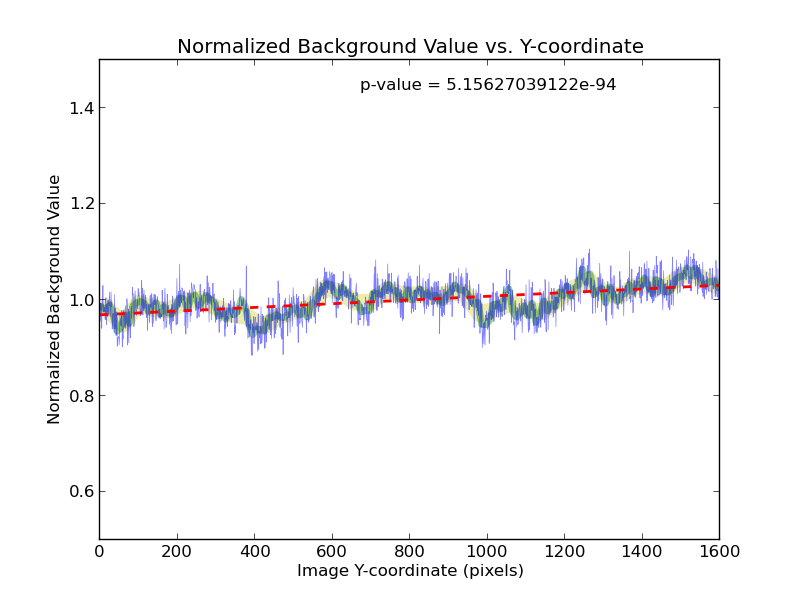 Normalized Background Value vs. Y-coordinate
p-value = 5.15627039122e-94
1.4
1.2
1.0
0.8
0.6
Normalized Background Value
0 200 400 600 800 1000 1200 1400 1600
Image Y-coordinate (pixels)